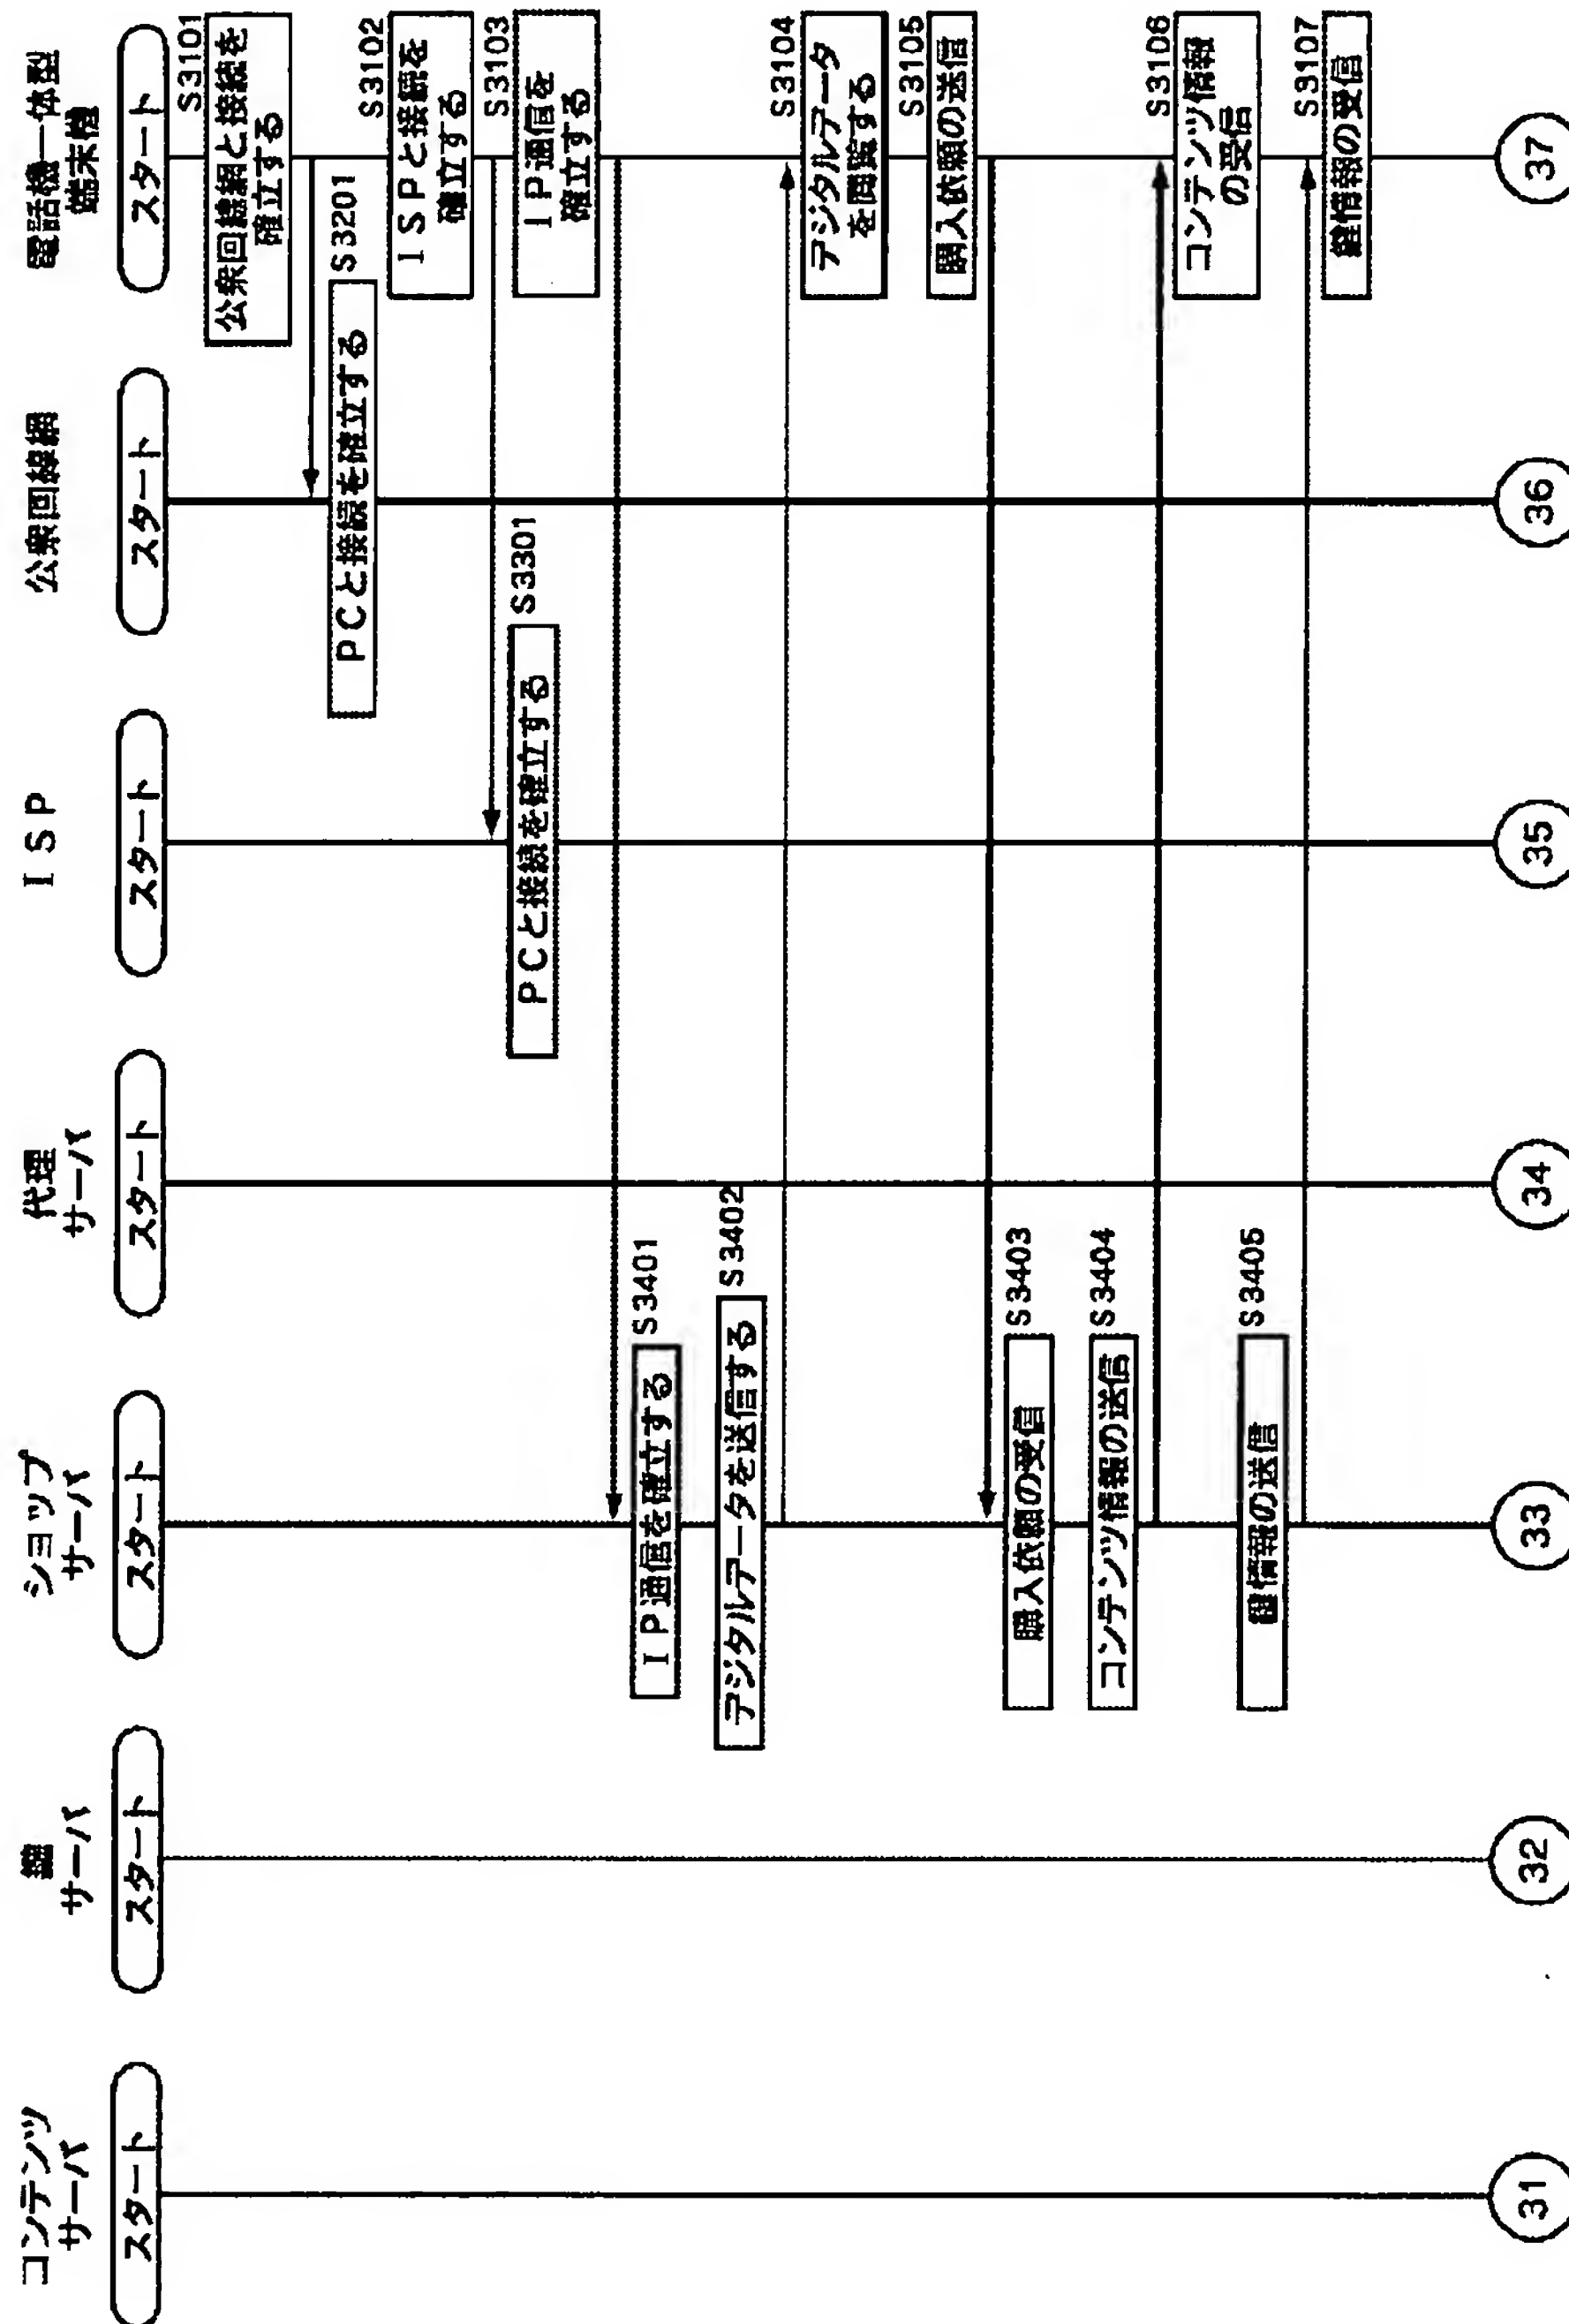 コンテンツ
サーバ
鍵
サーバ
ショップ
サーバ
代理
サーバ
ISP
公衆回線網
電話機一体型
端末機
スタート
スタート
スタート
スタート
スタート
スタート
スタート
S3101
公衆回線網と接続を
確立する
S3201
PCと接続を確立する
S3102
ISPと接続を
確立する
S3301
PCと接続を確立する
S3103
IP通信を
確立する
S3401
IP通信を確立する
S3402
デジタルデータを送信する
S3104
デジタルデータ
を閲覧する
S3105
購入依頼の送信
S3403
購入依頼の受信
S3404
コンテンツ情報の送信
S3106
コンテンツ情報
の受信
S3405
鍵情報の送信
S3107
鍵情報の受信
31
32
33
34
35
36
37